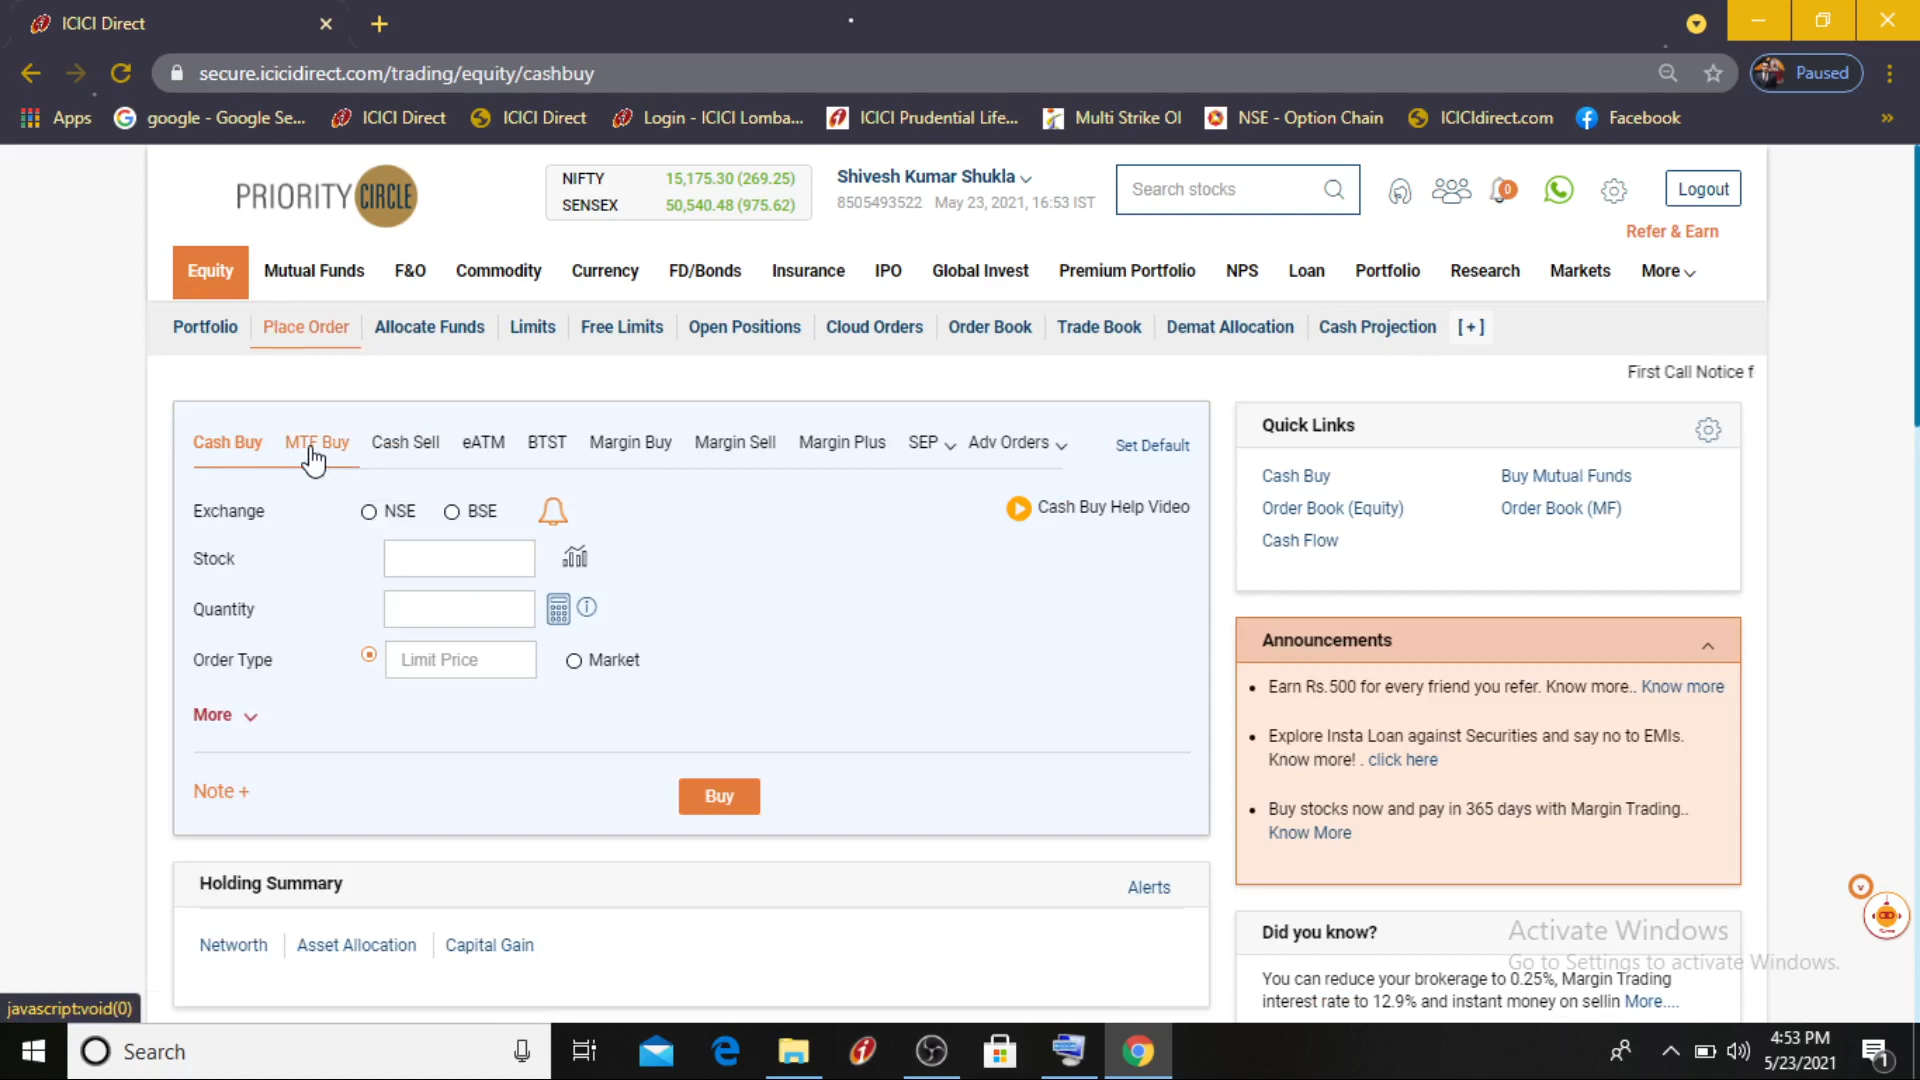 ICICI Direct
secure.icicidirect.com/trading/equity/cashbuy
Paused
Apps
google - Google Se...
ICICI Direct
ICICI Direct
Login - ICICI Lomba...
ICICI Prudential Life...
Multi Strike OI
NSE - Option Chain
ICICIdirect.com
Facebook
PRIORITY CIRCLE
NIFTY 15,175.30 (269.25)
SENSEX 50,540.48 (975.62)
Shivesh Kumar Shukla
8505493522 May 23, 2021, 16:53 IST
Search stocks
0
Logout
Refer & Earn
Equity Mutual Funds F&O Commodity Currency FD/Bonds Insurance IPO Global Invest Premium Portfolio NPS Loan Portfolio Research Markets More
Portfolio Place Order Allocate Funds Limits Free Limits Open Positions Cloud Orders Order Book Trade Book Demat Allocation Cash Projection [+]
First Call Notice f
Cash Buy MTF Buy Cash Sell eATM BTST Margin Buy Margin Sell Margin Plus SEP Adv Orders Set Default
Exchange NSE BSE
Cash Buy Help Video
Stock
Quantity
Order Type Limit Price Market
More
Note +
Buy
Holding Summary
Alerts
Networth Asset Allocation Capital Gain
Quick Links
Cash Buy Buy Mutual Funds
Order Book (Equity) Order Book (MF)
Cash Flow
Announcements
Earn Rs.500 for every friend you refer. Know more.. Know more
Explore Insta Loan against Securities and say no to EMIs.
Know more! . click here
Buy stocks now and pay in 365 days with Margin Trading..
Know More
Did you know?
You can reduce your brokerage to 0.25%, Margin Trading
interest rate to 12.9% and instant money on sellin More....
Activate Windows
Go to Settings to activate Windows.
javascript:void(0)
Search
4:53 PM
5/23/2021
1